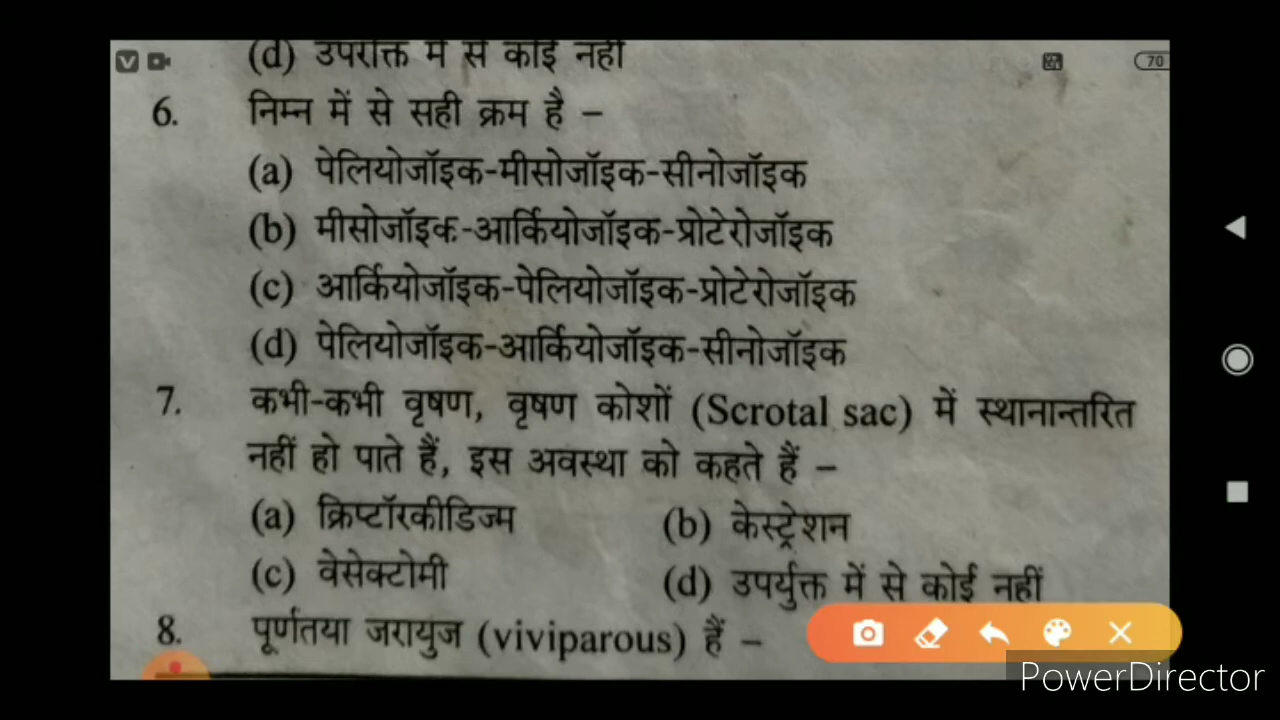 (d) उपरोक्त में से कोई नहीं
70
6. निम्न में से सही क्रम है –
(a) पेलियोजॉइक-मीसोजॉइक-सीनोजॉइक
(b) मीसोजॉइक-आर्कियोजॉइक-प्रोटेरोजॉइक
(c) आर्कियोजॉइक-पेलियोजॉइक-प्रोटेरोजॉइक
(d) पेलियोजॉइक-आर्कियोजॉइक-सीनोजॉइक
7. कभी-कभी वृषण, वृषण कोशों (Scrotal sac) में स्थानान्तरित
नहीं हो पाते हैं, इस अवस्था को कहते हैं –
(a) क्रिप्टॉरकीडिज्म (b) केस्ट्रेशन
(c) वेसेक्टोमी (d) उपर्युक्त में से कोई नहीं
8. पूर्णतया जरायुज (viviparous) हैं –
PowerDirector